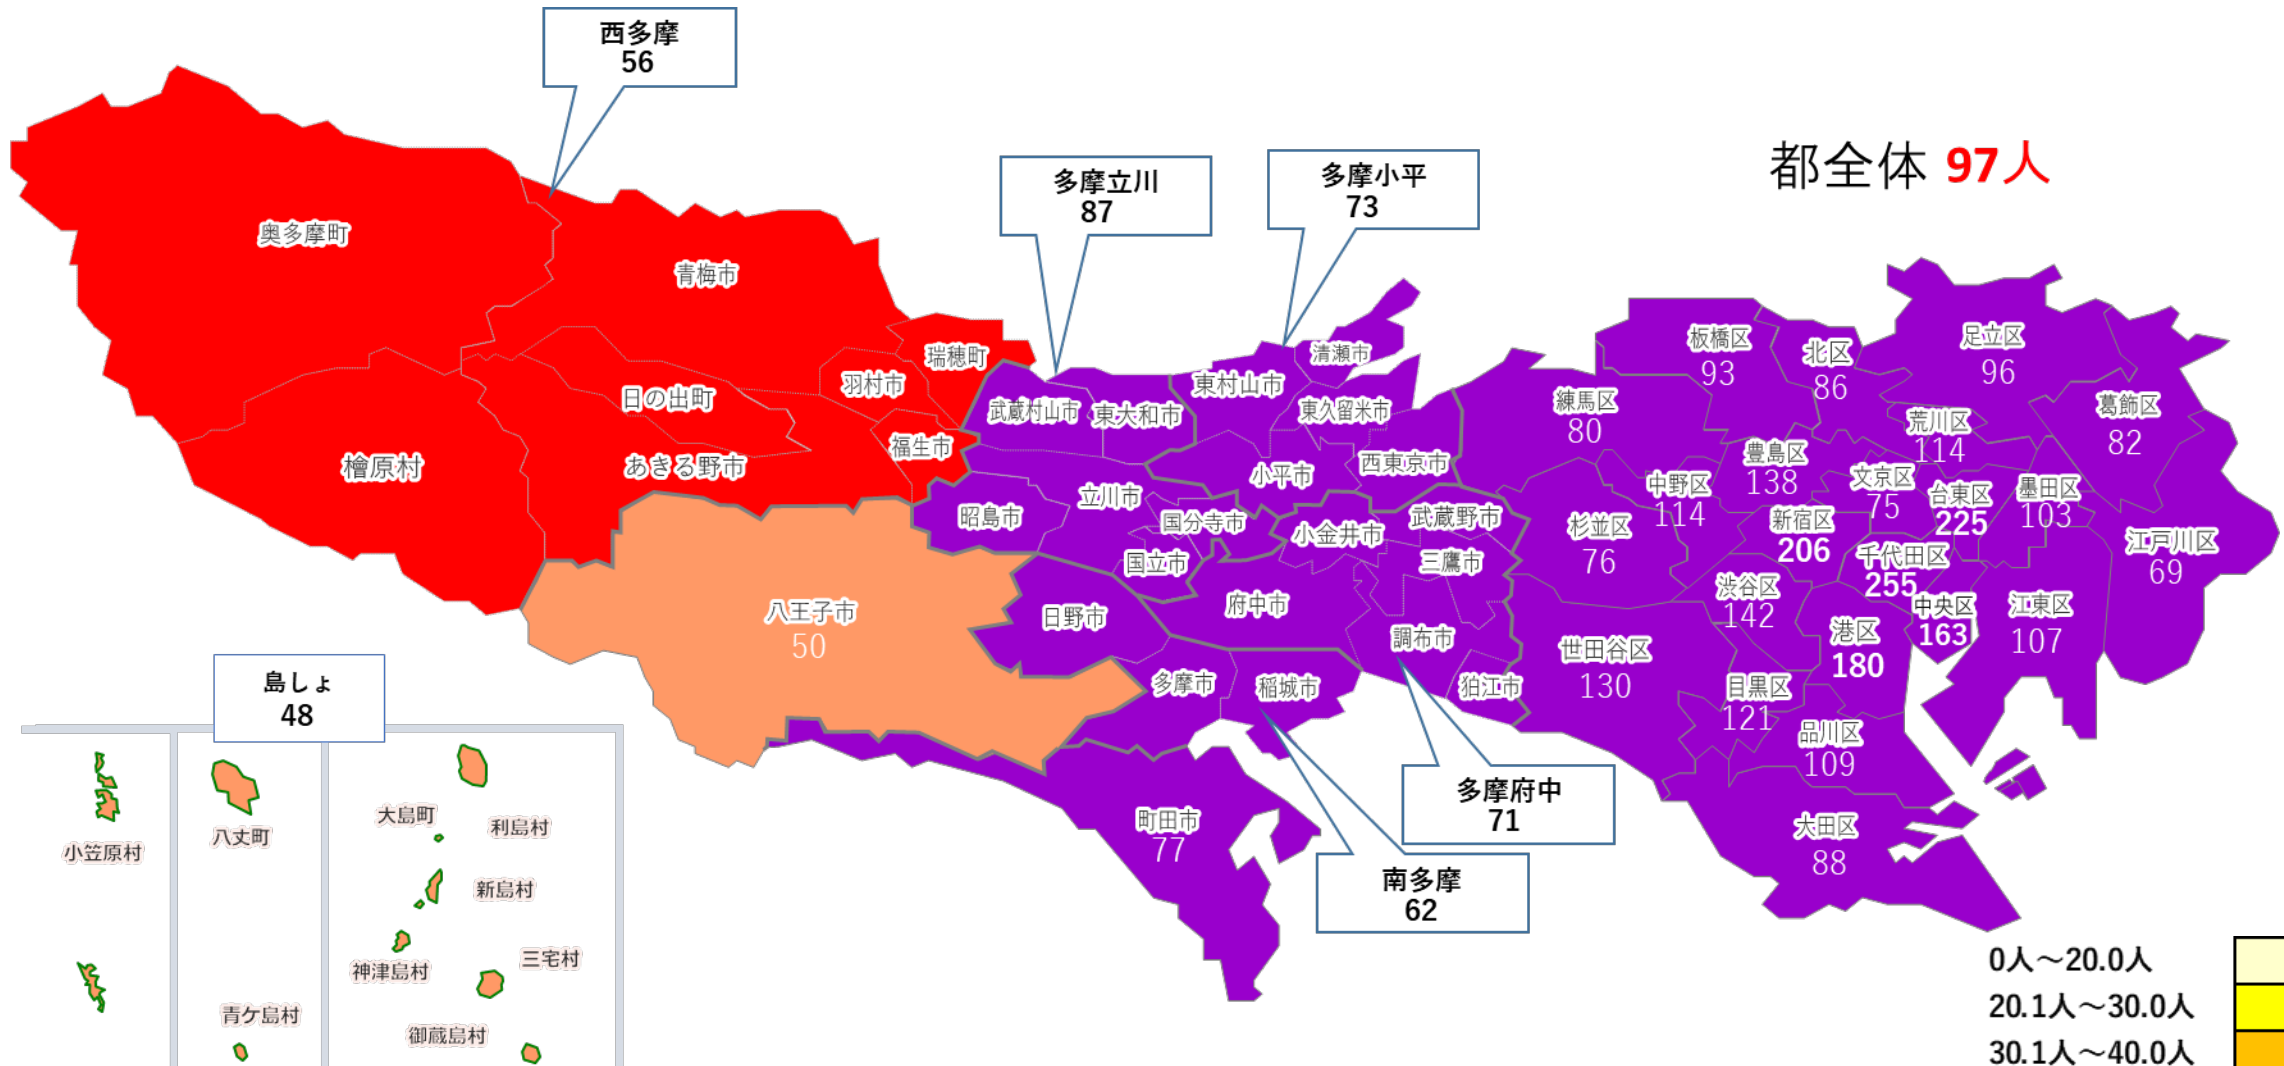 西多摩
56
多摩立川
87
多摩小平
73
都全体 97人
奥多摩町
青梅市
瑞穂町
羽村市
日の出町
福生市
あきる野市
檜原村
八王子市
50
武蔵村山市
東大和市
東村山市
清瀬市
東久留米市
小平市
西東京市
立川市
昭島市
国分寺市
国立市
小金井市
武蔵野市
三鷹市
府中市
調布市
狛江市
日野市
多摩市
稲城市
町田市
77
多摩府中
71
南多摩
62
板橋区
93
北区
86
足立区
96
葛飾区
82
練馬区
80
荒川区
114
豊島区
138
文京区
75
台東区
225
墨田区
103
中野区
114
杉並区
76
新宿区
206
千代田区
255
江戸川区
69
渋谷区
142
中央区
163
江東区
107
港区
180
世田谷区
130
目黒区
121
品川区
109
大田区
88
島しょ
48
小笠原村
八丈町
青ケ島村
大島町
利島村
新島村
神津島村
三宅村
御蔵島村
0人～20.0人
20.1人～30.0人
30.1人～40.0人